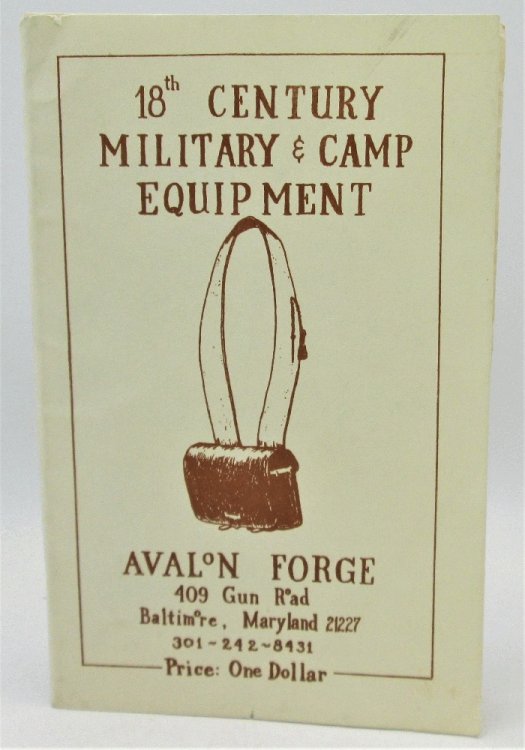 18th CENTURY
MILITARY & CAMP
EQUIPMENT
AVALON FORGE
409 Gun Road
Baltimore, Maryland 21227
301-242-8431
Price: One Dollar